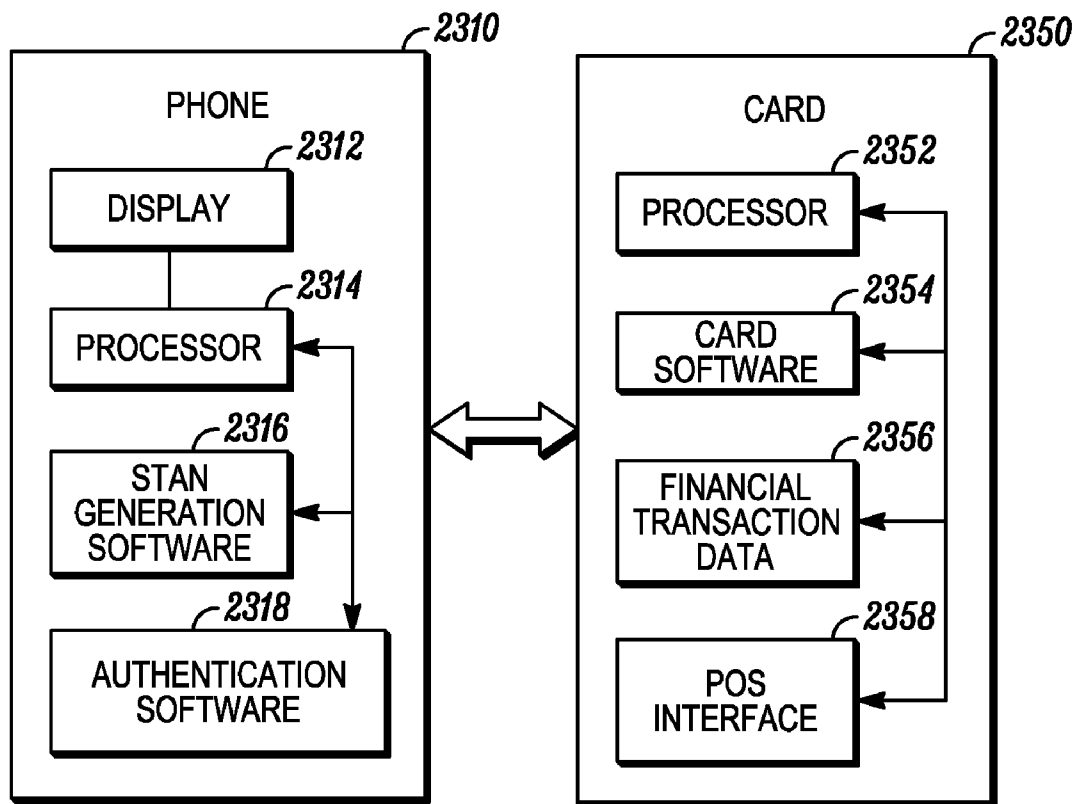 2310
PHONE
2312
DISPLAY
2314
PROCESSOR
2316
STAN
GENERATION
SOFTWARE
2318
AUTHENTICATION
SOFTWARE
2350
CARD
2352
PROCESSOR
2354
CARD
SOFTWARE
2356
FINANCIAL
TRANSACTION
DATA
2358
POS
INTERFACE